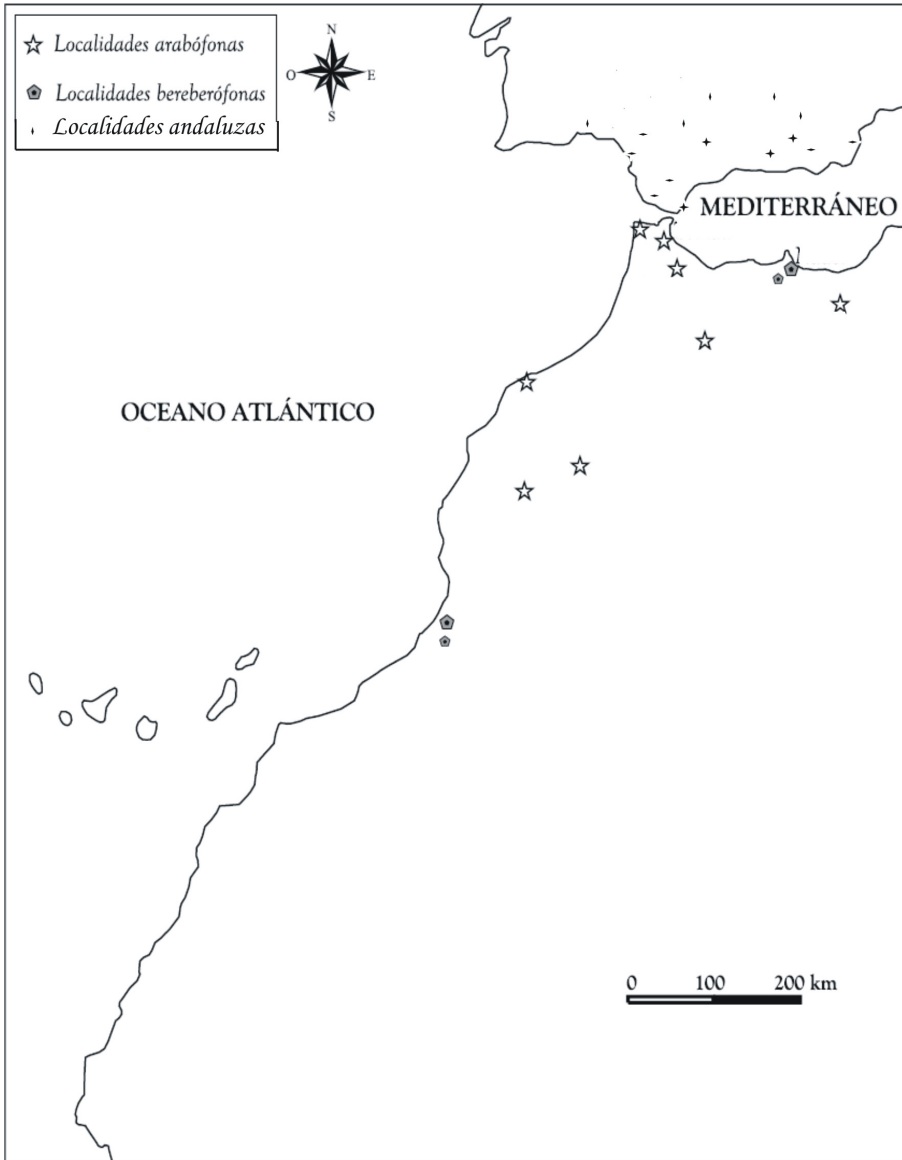 Localidades arabófonas
Localidades bereberófonas
Localidades andaluzas
N
O E
S
MEDITERRÁNEO
OCEANO ATLÁNTICO
0 100 200 km